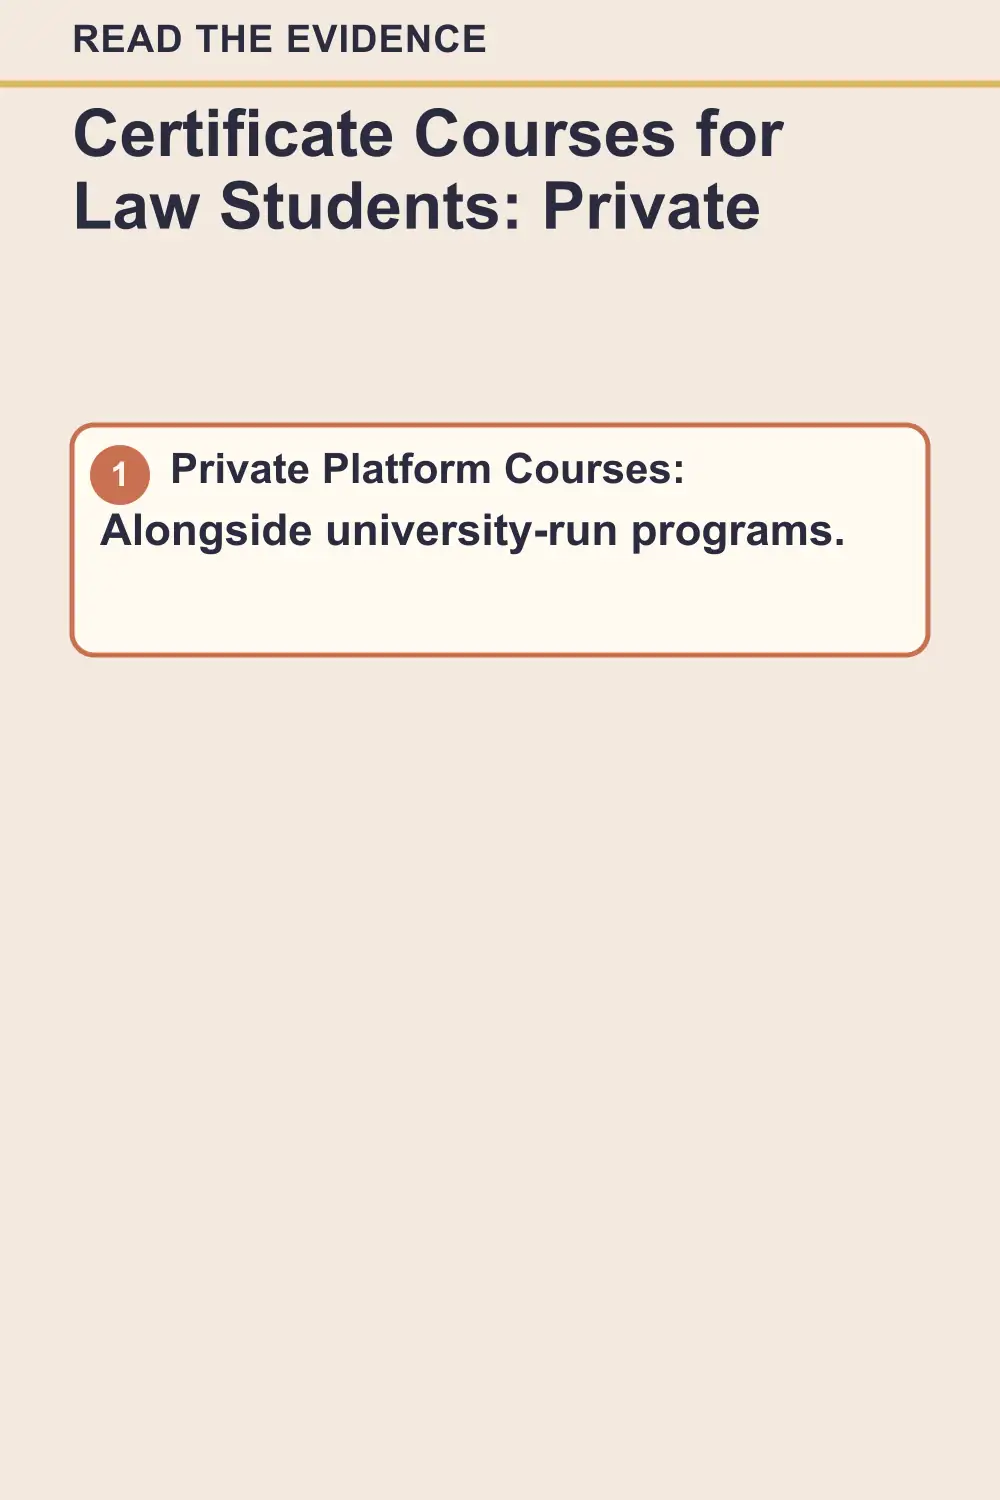 READ THE EVIDENCE
Certificate Courses for
Law Students: Private
1 Private Platform Courses:
Alongside university-run programs.